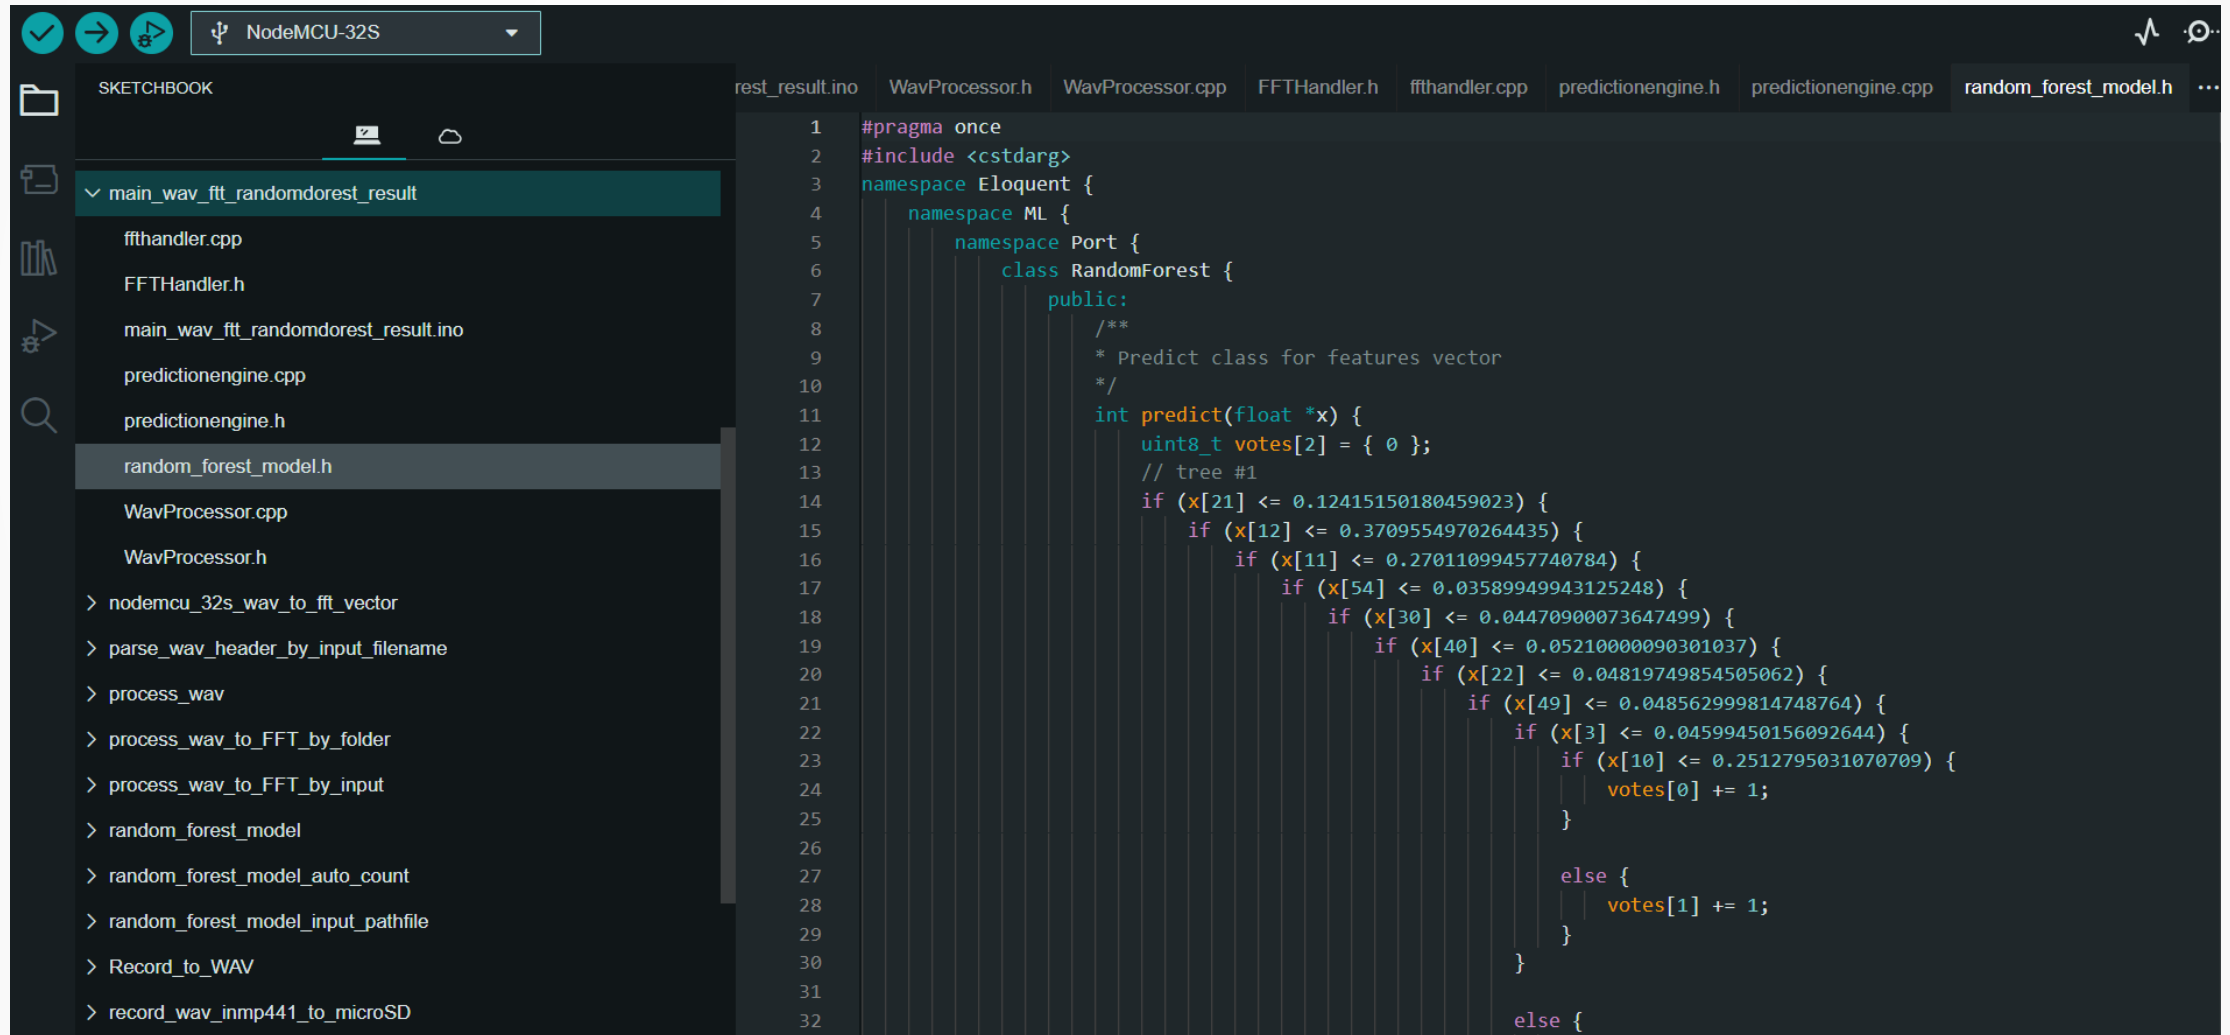 NodeMCU-32S
SKETCHBOOK
main_wav_ftt_randomdorest_result
ffthandler.cpp
FFTHandler.h
main_wav_ftt_randomdorest_result.ino
predictionengine.cpp
predictionengine.h
random_forest_model.h
WavProcessor.cpp
WavProcessor.h
nodemcu_32s_wav_to_fft_vector
parse_wav_header_by_input_filename
process_wav
process_wav_to_FFT_by_folder
process_wav_to_FFT_by_input
random_forest_model
random_forest_model_auto_count
random_forest_model_input_pathfile
Record_to_WAV
record_wav_inmp441_to_microSD
rest_result.ino WavProcessor.h WavProcessor.cpp FFTHandler.h ffthandler.cpp predictionengine.h predictionengine.cpp random_forest_model.h ...
1 #pragma once
2 #include <cstdarg>
3 namespace Eloquent {
4 namespace ML {
5 namespace Port {
6 class RandomForest {
7 public:
8 /**
9 * Predict class for features vector
10 */
11 int predict(float *x) {
12 uint8_t votes[2] = { 0 };
13 // tree #1
14 if (x[21] <= 0.12415150180459023) {
15 if (x[12] <= 0.3709554970264435) {
16 if (x[11] <= 0.27011099457740784) {
17 if (x[54] <= 0.03589949943125248) {
18 if (x[30] <= 0.04470900073647499) {
19 if (x[40] <= 0.05210000090301037) {
20 if (x[22] <= 0.04819749854505062) {
21 if (x[49] <= 0.048562999814748764) {
22 if (x[3] <= 0.04599450156092644) {
23 if (x[10] <= 0.2512795031070709) {
24 votes[0] += 1;
25 }
26
27 else {
28 votes[1] += 1;
29 }
30 }
31
32 else {